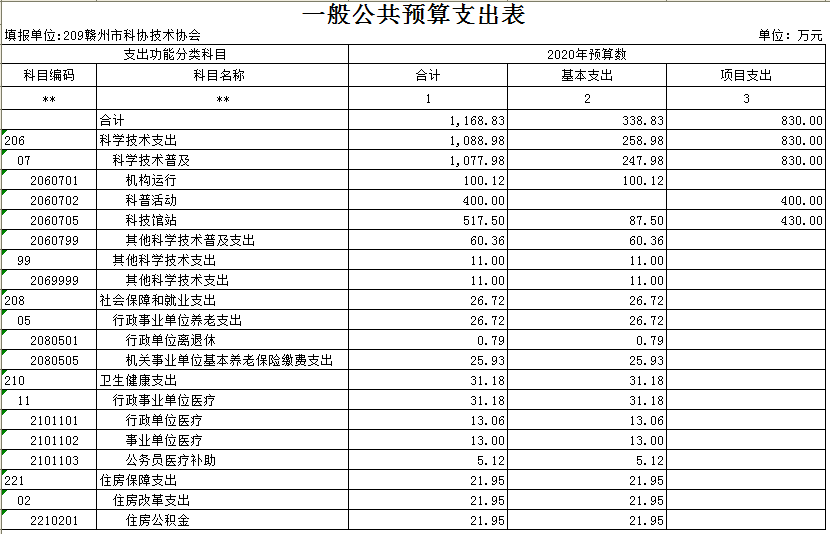 一般公共预算支出表
填报单位:209赣州市科协技术协会 单位：万元
支出功能分类科目 2020年预算数
科目编码 科目名称 合计 基本支出 项目支出
** ** 1 2 3
合计 1,168.83 338.83 830.00
206 科学技术支出 1,088.98 258.98 830.00
07 科学技术普及 1,077.98 247.98 830.00
2060701 机构运行 100.12 100.12
2060702 科普活动 400.00 400.00
2060705 科技馆站 517.50 87.50 430.00
2060799 其他科学技术普及支出 60.36 60.36
99 其他科学技术支出 11.00 11.00
2069999 其他科学技术支出 11.00 11.00
208 社会保障和就业支出 26.72 26.72
05 行政事业单位养老支出 26.72 26.72
2080501 行政单位离退休 0.79 0.79
2080505 机关事业单位基本养老保险缴费支出 25.93 25.93
210 卫生健康支出 31.18 31.18
11 行政事业单位医疗 31.18 31.18
2101101 行政单位医疗 13.06 13.06
2101102 事业单位医疗 13.00 13.00
2101103 公务员医疗补助 5.12 5.12
221 住房保障支出 21.95 21.95
02 住房改革支出 21.95 21.95
2210201 住房公积金 21.95 21.95